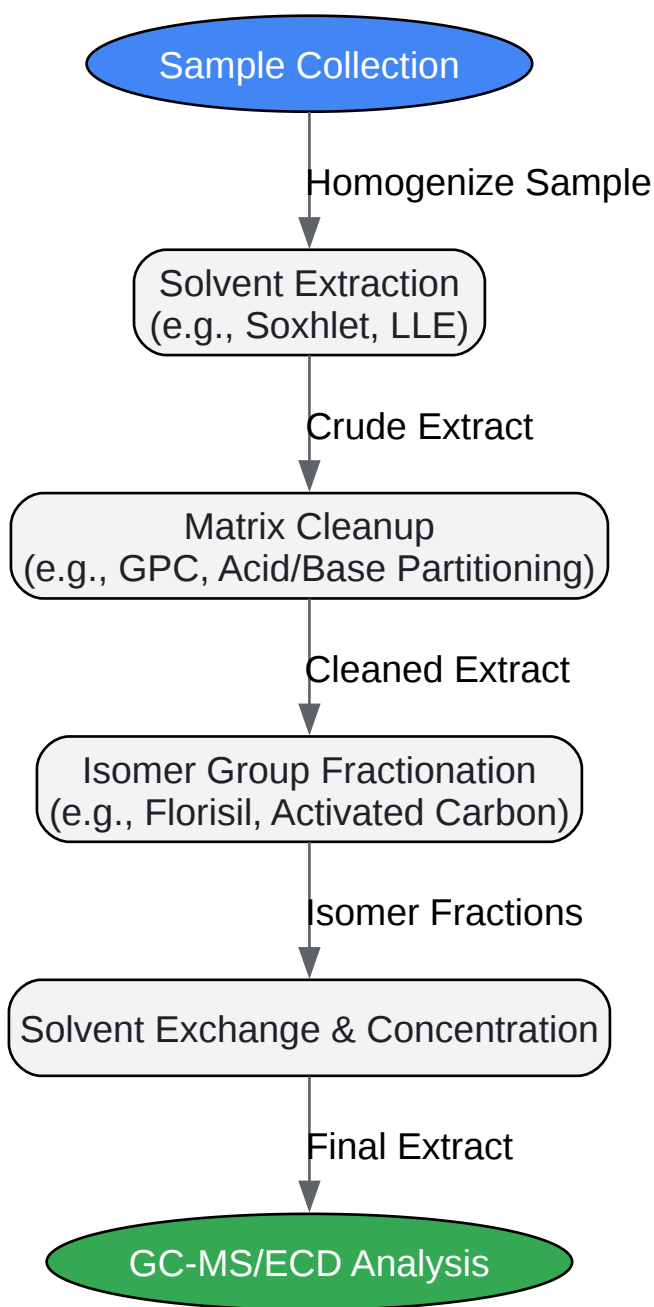 Sample Collection
Homogenize Sample
Solvent Extraction
(e.g., Soxhlet, LLE)
Crude Extract
Matrix Cleanup
(e.g., GPC, Acid/Base Partitioning)
Cleaned Extract
Isomer Group Fractionation
(e.g., Florisil, Activated Carbon)
Isomer Fractions
Solvent Exchange & Concentration
Final Extract
GC-MS/ECD Analysis